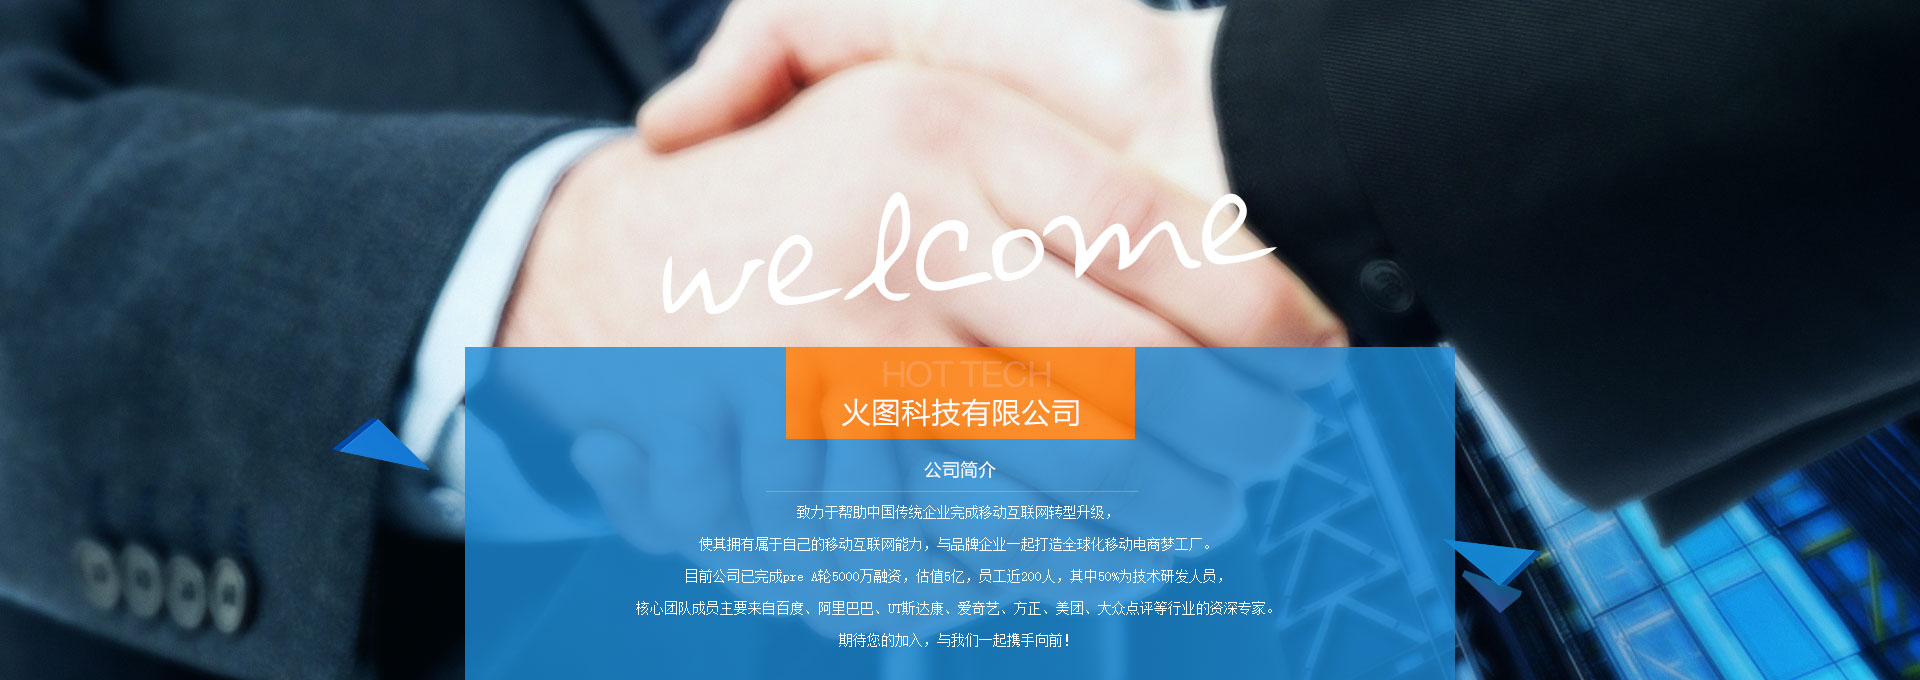 welcome
HOT TECH
火图科技有限公司
公司简介
致力于帮助中国传统企业完成移动互联网转型升级，
使其拥有属于自己的移动互联网能力，与品牌企业一起打造全球化移动电商梦工厂。
目前公司已完成pre A轮5000万融资，估值5亿，员工近200人，其中50%为技术研发人员，
核心团队成员主要来自百度、阿里巴巴、UT斯达康、爱奇艺、方正、美团、大众点评等行业的资深专家。
期待您的加入，与我们一起携手向前！